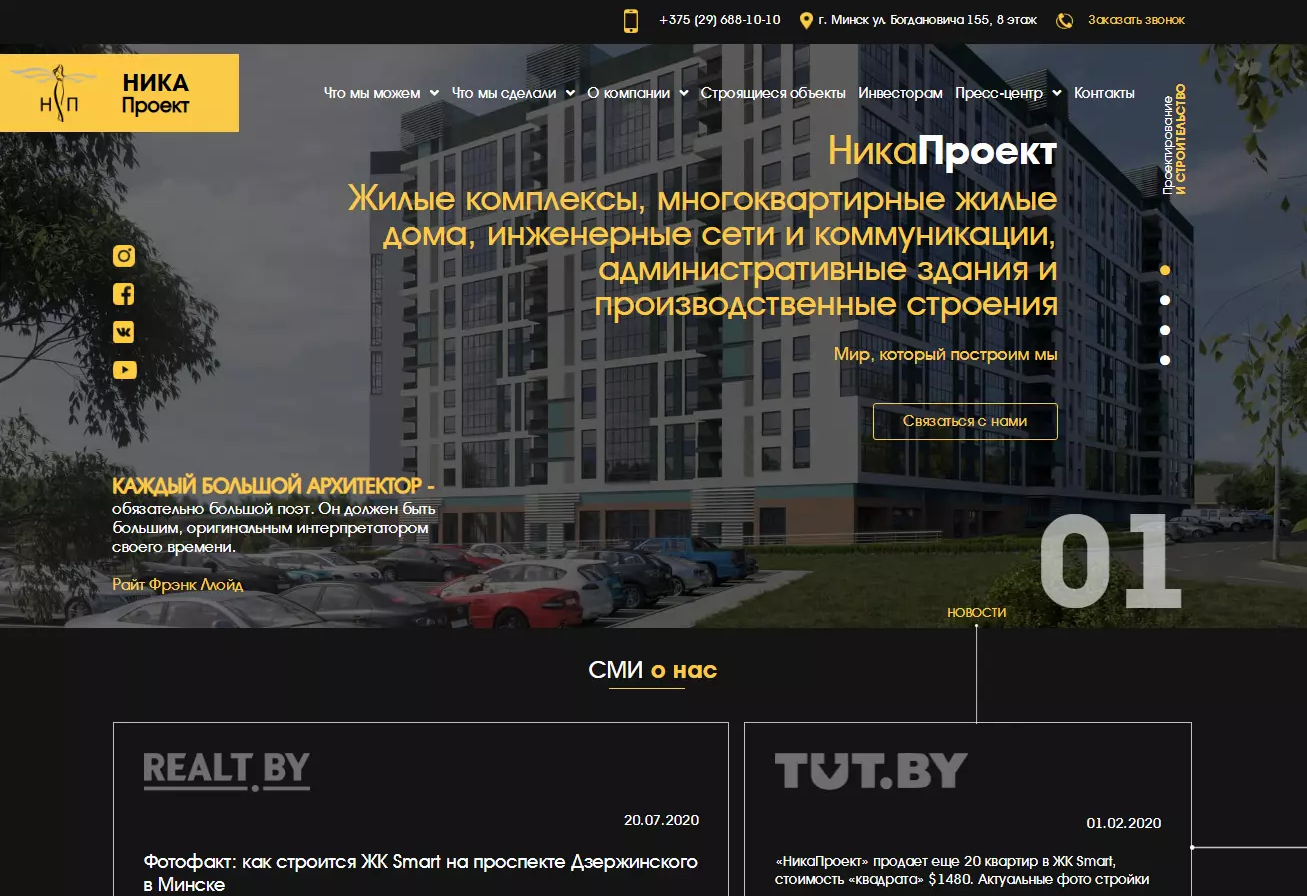 +375 (29) 688-10-10
г. Минск ул. Богдановича 155, 8 этаж
Заказать звонок
Н П
НИКА
Проект
Что мы можем
Что мы сделали
О компании
Строящиеся объекты
Инвесторам
Пресс-центр
Контакты
Проектирование
И СТРОИТЕЛЬСТВО
НикаПроект
Жилые комплексы, многоквартирные жилые
дома, инженерные сети и коммуникации,
административные здания и
производственные строения
Мир, который построим мы
Связаться с нами
КАЖДЫЙ БОЛЬШОЙ АРХИТЕКТОР -
обязательно большой поэт. Он должен быть
большим, оригинальным интерпретатором
своего времени.
Райт Фрэнк Ллойд
01
НОВОСТИ
СМИ о нас
REALT.BY
20.07.2020
Фотофакт: как строится ЖК Smart на проспекте Дзержинского
в Минске
TUT.BY
01.02.2020
«НикаПроект» продает еще 20 квартир в ЖК Smart,
стоимость «квадрата» $1480. Актуальные фото стройки